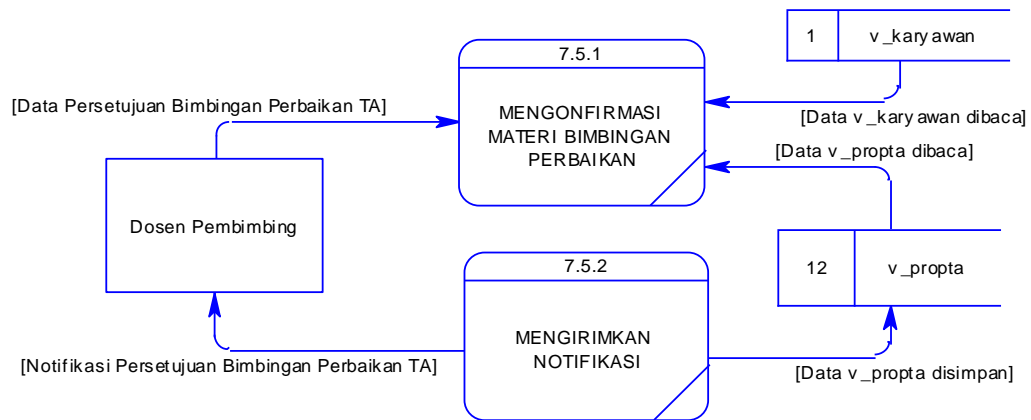 1
v_karyawan
7.5.1
[Data Persetujuan Bimbingan Perbaikan TA]
MENGONFIRMASI
MATERI BIMBINGAN
PERBAIKAN
[Data v_karyawan dibaca]
[Data v_propta dibaca]
Dosen Pembimbing
7.5.2
12
v_propta
MENGIRIMKAN
NOTIFIKASI
[Notifikasi Persetujuan Bimbingan Perbaikan TA]
[Data v_propta disimpan]